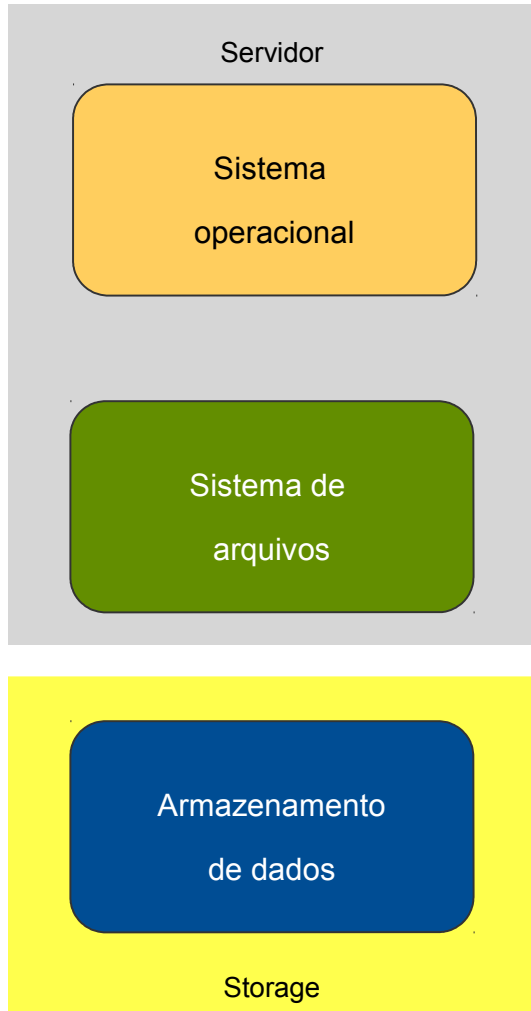 Servidor
Sistema
operacional
Sistema de
arquivos
Armazenamento
de dados
Storage